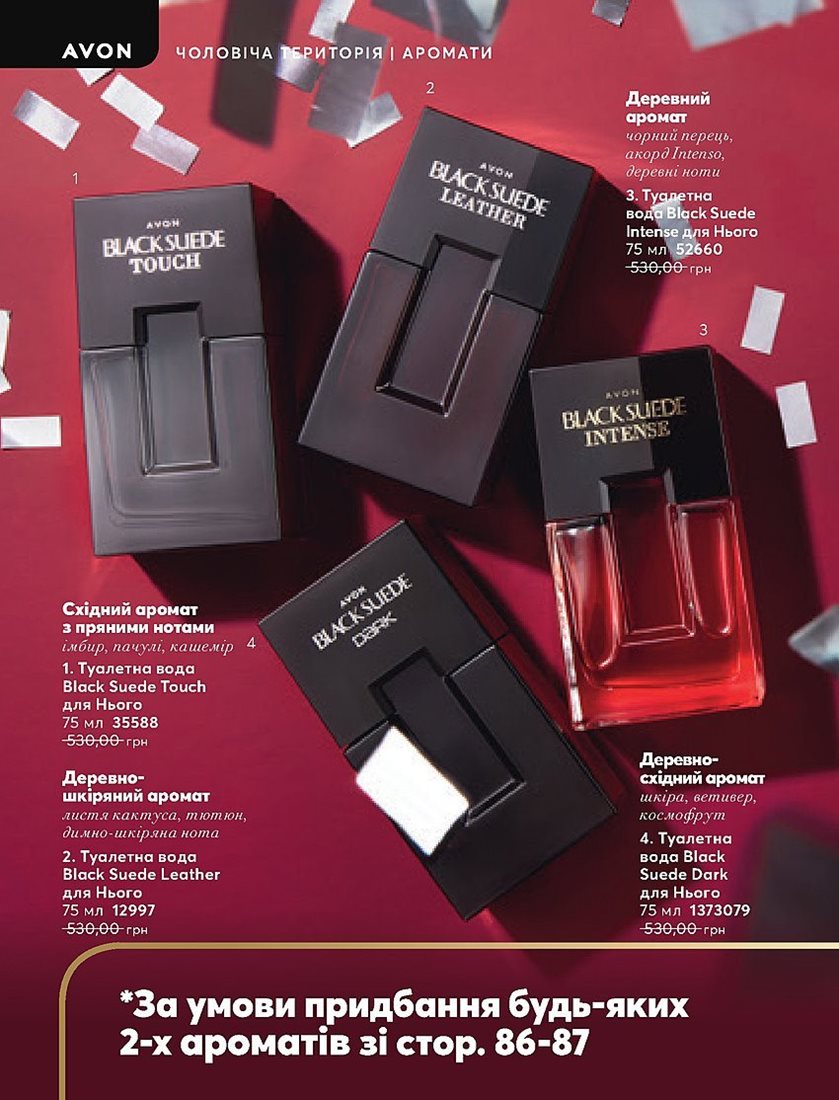 AVON
ЧОЛОВІЧА ТЕРИТОРІЯ | АРОМАТИ
1
AVON
BLACK SUEDE
TOUCH
2
AVON
BLACK SUEDE
LEATHER
Деревний
аромат
чорний перець,
акорд Intenso,
деревні ноти
3. Туалетна
вода Black Suede
Intense для Нього
75 мл 52660
530,00 грн
3
AVON
BLACK SUEDE
INTENSE
Східний аромат
з пряними нотами
імбир, пачулі, кашемір
1. Туалетна вода
Black Suede Touch
для Нього
75 мл 35588
530,00 грн
Деревно-
шкіряний аромат
листя кактуса, тютюн,
димно-шкіряна нота
2. Туалетна вода
Black Suede Leather
для Нього
75 мл 12997
530,00 грн
4
AVON
BLACK SUEDE
DARK
Деревно-
східний аромат
шкіра, ветивер,
космофрут
4. Туалетна
вода Black
Suede Dark
для Нього
75 мл 1373079
530,00 грн
*За умови придбання будь-яких
2-х ароматів зі стор. 86-87